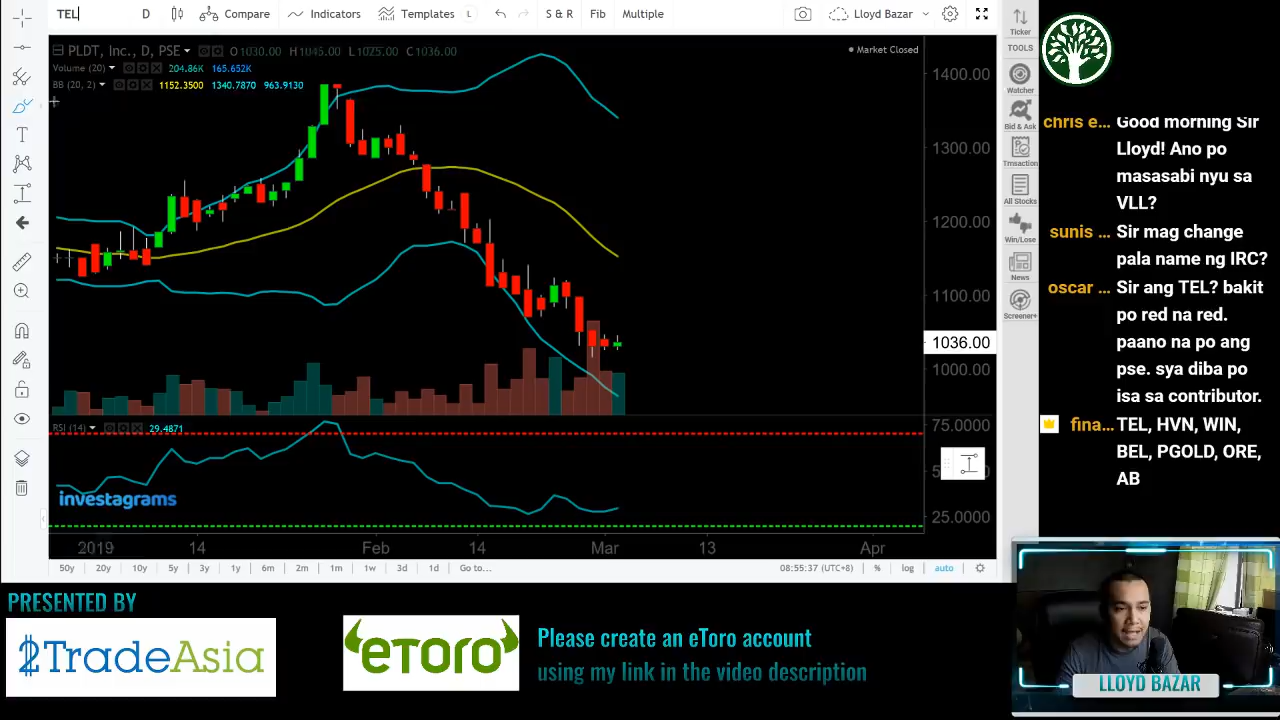 TEL
D
Compare
Indicators
Templates
L
S & R
Fib
Multiple
Lloyd Bazar
PLDT, Inc., D, PSE
O1030.00 H1045.00 L1025.00 C1036.00
Market Closed
Volume (20)
204.86K 165.652K
BB (20, 2)
1152.3500 1340.7870 963.9130
1400.00
1300.00
1200.00
1100.00
1036.00
1000.00
RSI (14)
29.4871
75.0000
25.0000
investagrams
2019
14
Feb
14
Mar
13
Apr
50y
20y
10y
5y
3y
1y
6m
2m
1m
1w
3d
1d
Go to...
08:55:37 (UTC+8)
%
log
auto
Ticker
TOOLS
Watcher
Bid & Ask
Trnsaction
All Stocks
Win/Lose
News
Screener+
chris e... Good morning Sir
Lloyd! Ano po
masasabi nyu sa
VLL?
sunis ... Sir mag change
pala name ng IRC?
oscar ... Sir ang TEL? bakit
po red na red.
paano na po ang
pse. sya diba po
isa sa contributor.
fina... TEL, HVN, WIN,
BEL, PGOLD, ORE,
AB
PRESENTED BY
2TradeAsia
eToro
Please create an eToro account
using my link in the video description
LLOYD BAZAR